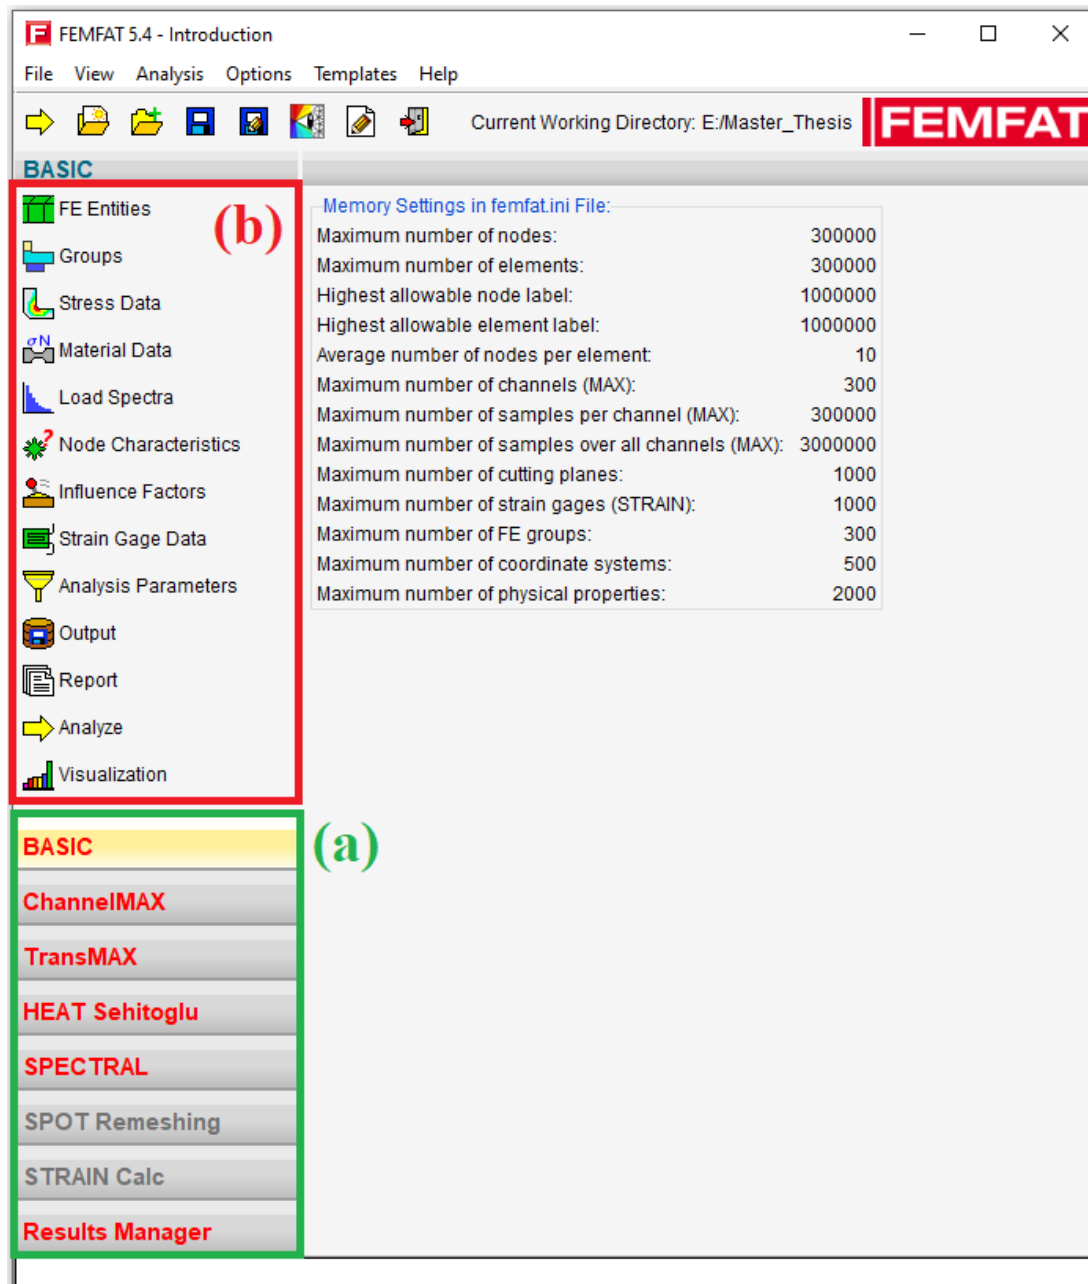 FEMFAT 5.4 - Introduction
File View Analysis Options Templates Help
Current Working Directory: E:/Master_Thesis FEMFAT
BASIC
FE Entities
(b)
Groups
Stress Data
σN
Material Data
Load Spectra
?
Node Characteristics
Influence Factors
Strain Gage Data
Analysis Parameters
Output
Report
Analyze
Visualization
Memory Settings in femfat.ini File:
Maximum number of nodes: 300000
Maximum number of elements: 300000
Highest allowable node label: 1000000
Highest allowable element label: 1000000
Average number of nodes per element: 10
Maximum number of channels (MAX): 300
Maximum number of samples per channel (MAX): 300000
Maximum number of samples over all channels (MAX): 3000000
Maximum number of cutting planes: 1000
Maximum number of strain gages (STRAIN): 1000
Maximum number of FE groups: 300
Maximum number of coordinate systems: 500
Maximum number of physical properties: 2000
BASIC
(a)
ChannelMAX
TransMAX
HEAT Sehitoglu
SPECTRAL
SPOT Remeshing
STRAIN Calc
Results Manager